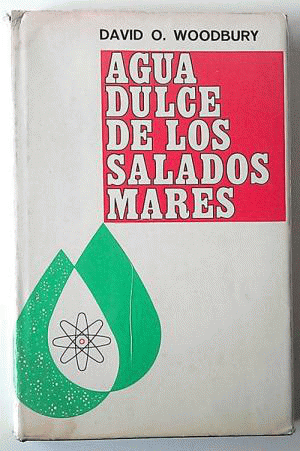 DAVID O. WOODBURY
AGUA
DULCE
DE LOS
SALADOS
MARES